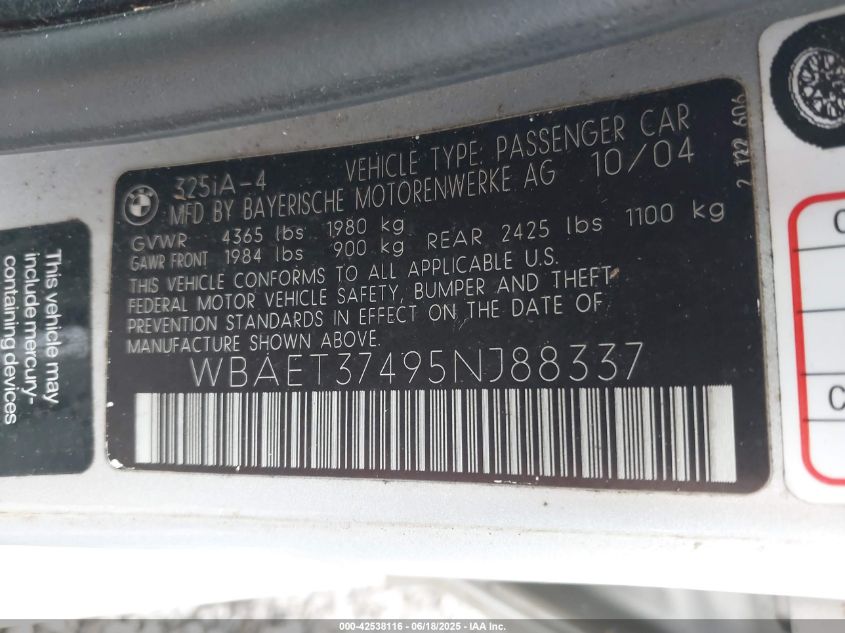 325iA-4 VEHICLE TYPE: PASSENGER CAR
MFD BY BAYERISCHE MOTORENWERKE AG 10/04
GVWR 4365 lbs 1980 kg
GAWR FRONT 1984 lbs 900 kg REAR 2425 lbs 1100 kg
THIS VEHICLE CONFORMS TO ALL APPLICABLE U.S.
FEDERAL MOTOR VEHICLE SAFETY, BUMPER AND THEFT
PREVENTION STANDARDS IN EFFECT ON THE DATE OF
MANUFACTURE SHOWN ABOVE.
WBAET37495NJ88337
2 122 606
This vehicle may
include mercury-
containing devices
C
C
000-42538116 - 06/18/2025 - IAA Inc.